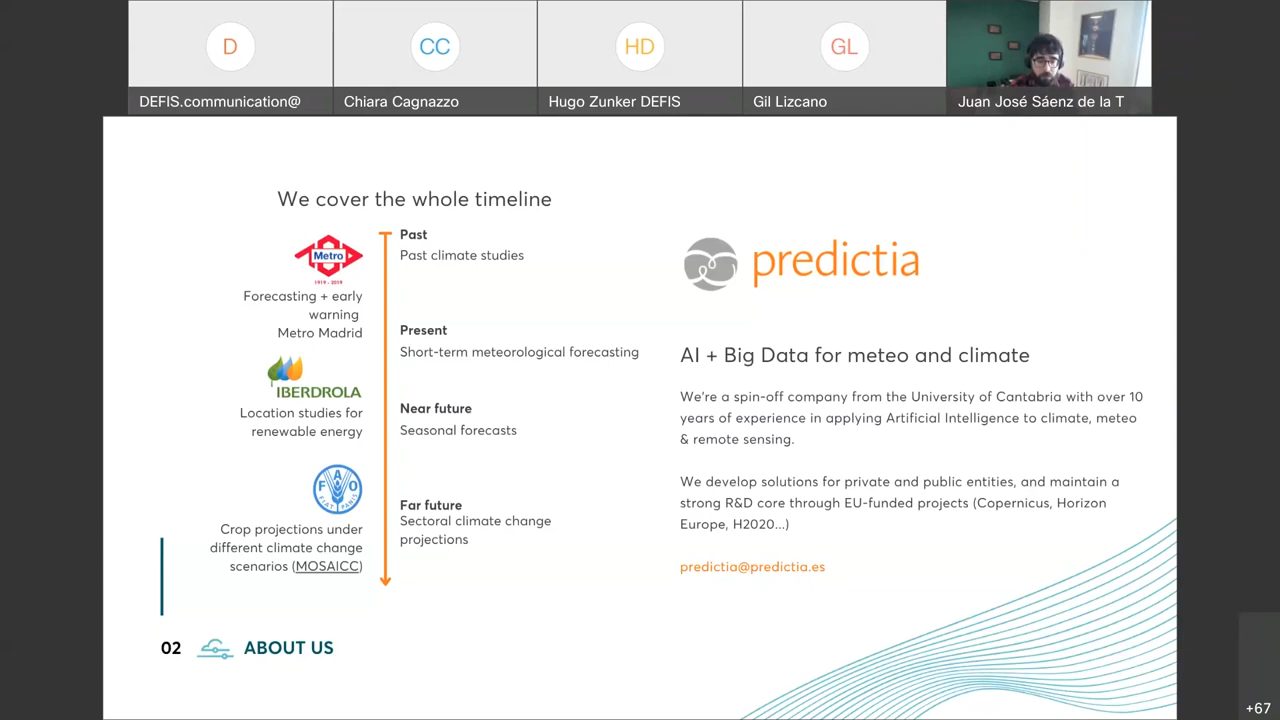 D
CC
HD
GL
DEFIS.communication@
Chiara Cagnazzo
Hugo Zunker DEFIS
Gil Lizcano
Juan José Sáenz de la T
We cover the whole timeline
Metro
1919 - 2019
Forecasting + early
warning
Metro Madrid
IBERDROLA
Location studies for
renewable energy
F A O
FIAT PANIS
Crop projections under
different climate change
scenarios (MOSAICC)
Past
Past climate studies
Present
Short-term meteorological forecasting
Near future
Seasonal forecasts
Far future
Sectoral climate change
projections
predictia
AI + Big Data for meteo and climate
We're a spin-off company from the University of Cantabria with over 10
years of experience in applying Artificial Intelligence to climate, meteo
& remote sensing.
We develop solutions for private and public entities, and maintain a
strong R&D core through EU-funded projects (Copernicus, Horizon
Europe, H2020...)
predictia@predictia.es
02 ABOUT US
+67